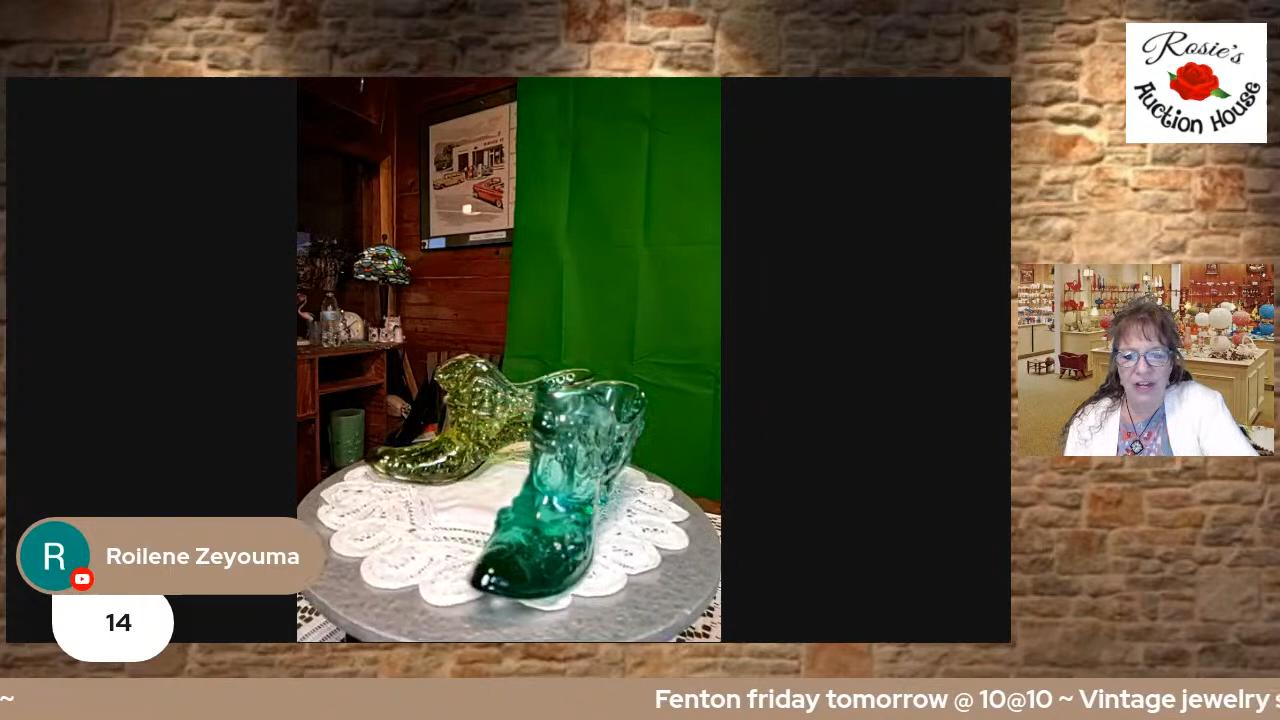 Rosie's
Auction House
R
Roilene Zeyouma
14
~
Fenton friday tomorrow @ 10@10 ~ Vintage jewelry s